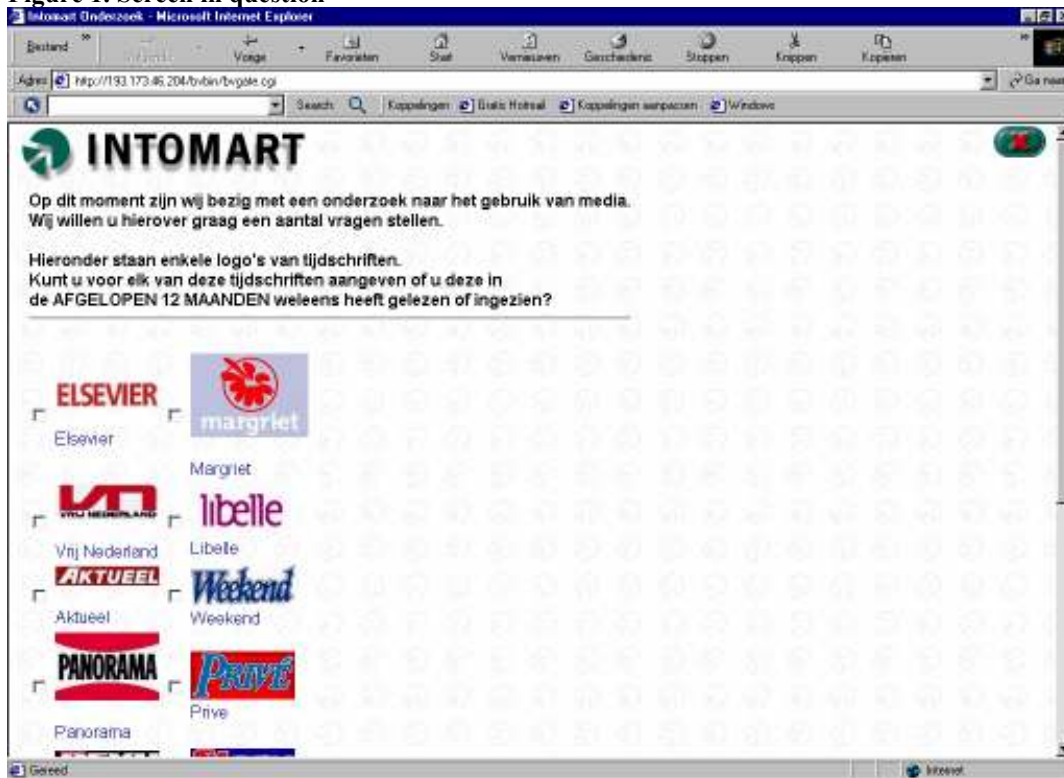 Figure 1. Screen in question
Intomart Onderzoek - Microsoft Internet Explorer
Bestand » Vorige Favorieten Start Vernieuwen Geschiedenis Stoppen Knippen Kopiëren »
Adres http://193.173.46.204/bvbin/bvgate.cgi Ga naar
Search Koppelingen Gratis Hotmail Koppelingen aanpassen Windows
INTOMART
Op dit moment zijn wij bezig met een onderzoek naar het gebruik van media.
Wij willen u hierover graag een aantal vragen stellen.
Hieronder staan enkele logo's van tijdschriften.
Kunt u voor elk van deze tijdschriften aangeven of u deze in
de AFGELOPEN 12 MAANDEN weleens heeft gelezen of ingezien?
ELSEVIER margriet
Elsevier
Margriet
VN VRIJ NEDERLAND libelle
Vrij Nederland Libelle
AKTUEEL Weekend
Aktueel Weekend
PANORAMA PRIVÉ
Prive
Panorama
Gereed Internet